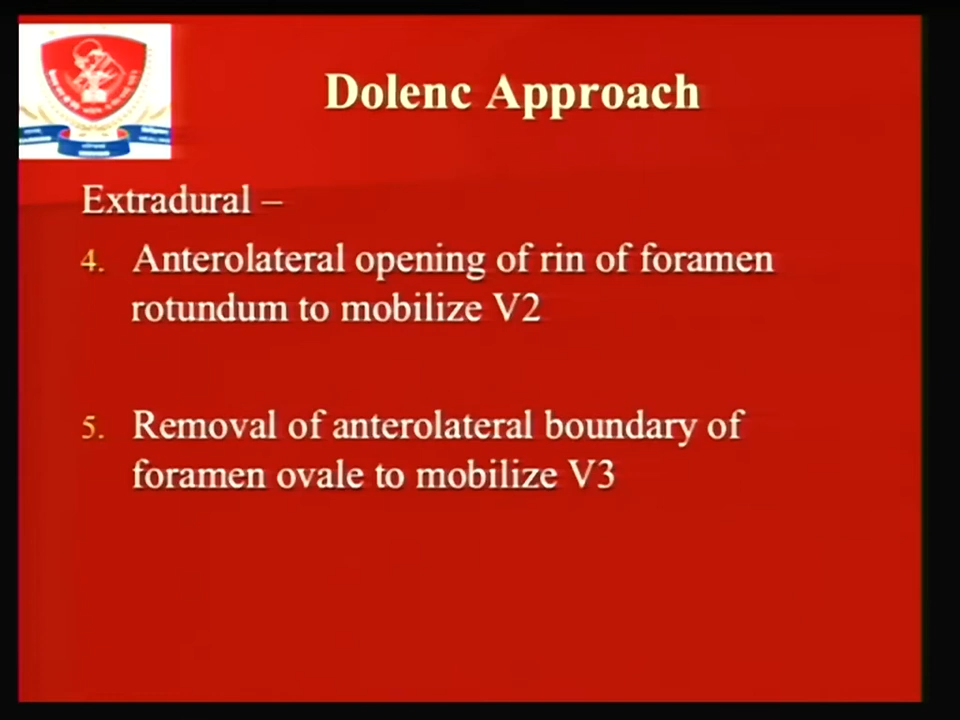 Dolenc Approach
Extradural –
4. Anterolateral opening of rin of foramen
rotundum to mobilize V2
5. Removal of anterolateral boundary of
foramen ovale to mobilize V3